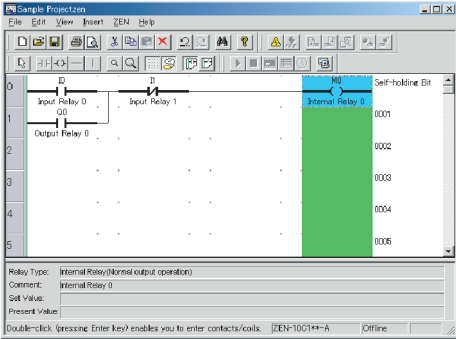 Sample Projectzen
File Edit View Insert ZEN Help
0 I0 I1 M0 Self-holding Bit
Input Relay 0 Input Relay 1 Internal Relay 0
1 Q0 0001
Output Relay 0
2 0002
3 0003
4 0004
5 0005
Relay Type: Internal Relay(Normal output operation)
Comment: Internal Relay 0
Set Value:
Present Value:
Double-click (pressing Enter key) enables you to enter contacts/coils. ZEN-10C1**-A Offline